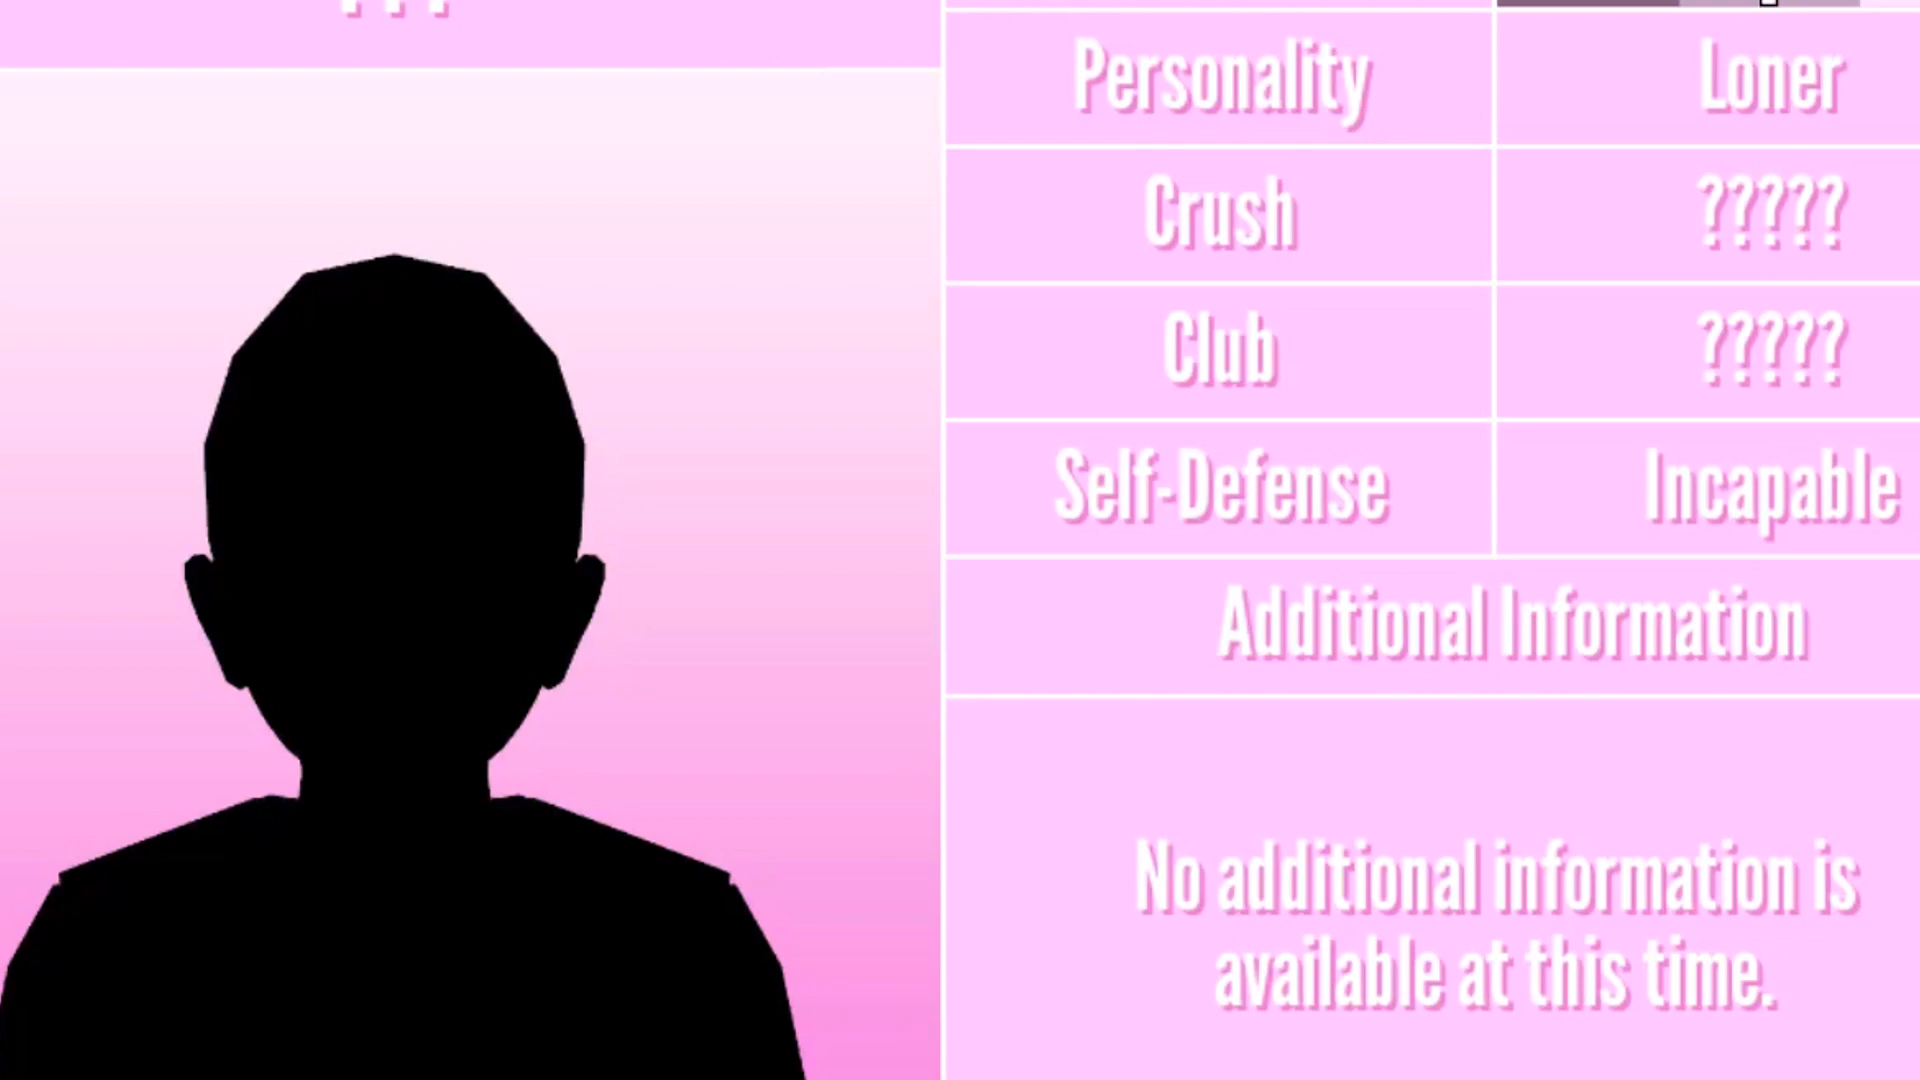 ???
Personality
Loner
Crush
?????
Club
?????
Self-Defense
Incapable
Additional Information
No additional information is
available at this time.